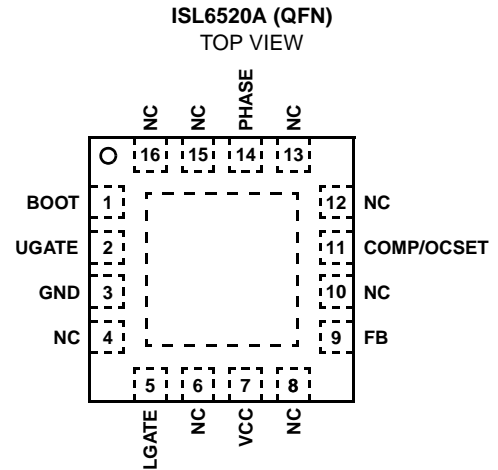 ISL6520A (QFN)
TOP VIEW
NC
NC
PHASE
NC
16 15 14 13
BOOT 1
12 NC
UGATE 2
11 COMP/OCSET
GND 3
10 NC
NC 4
9 FB
5 6 7 8
LGATE
NC
VCC
NC